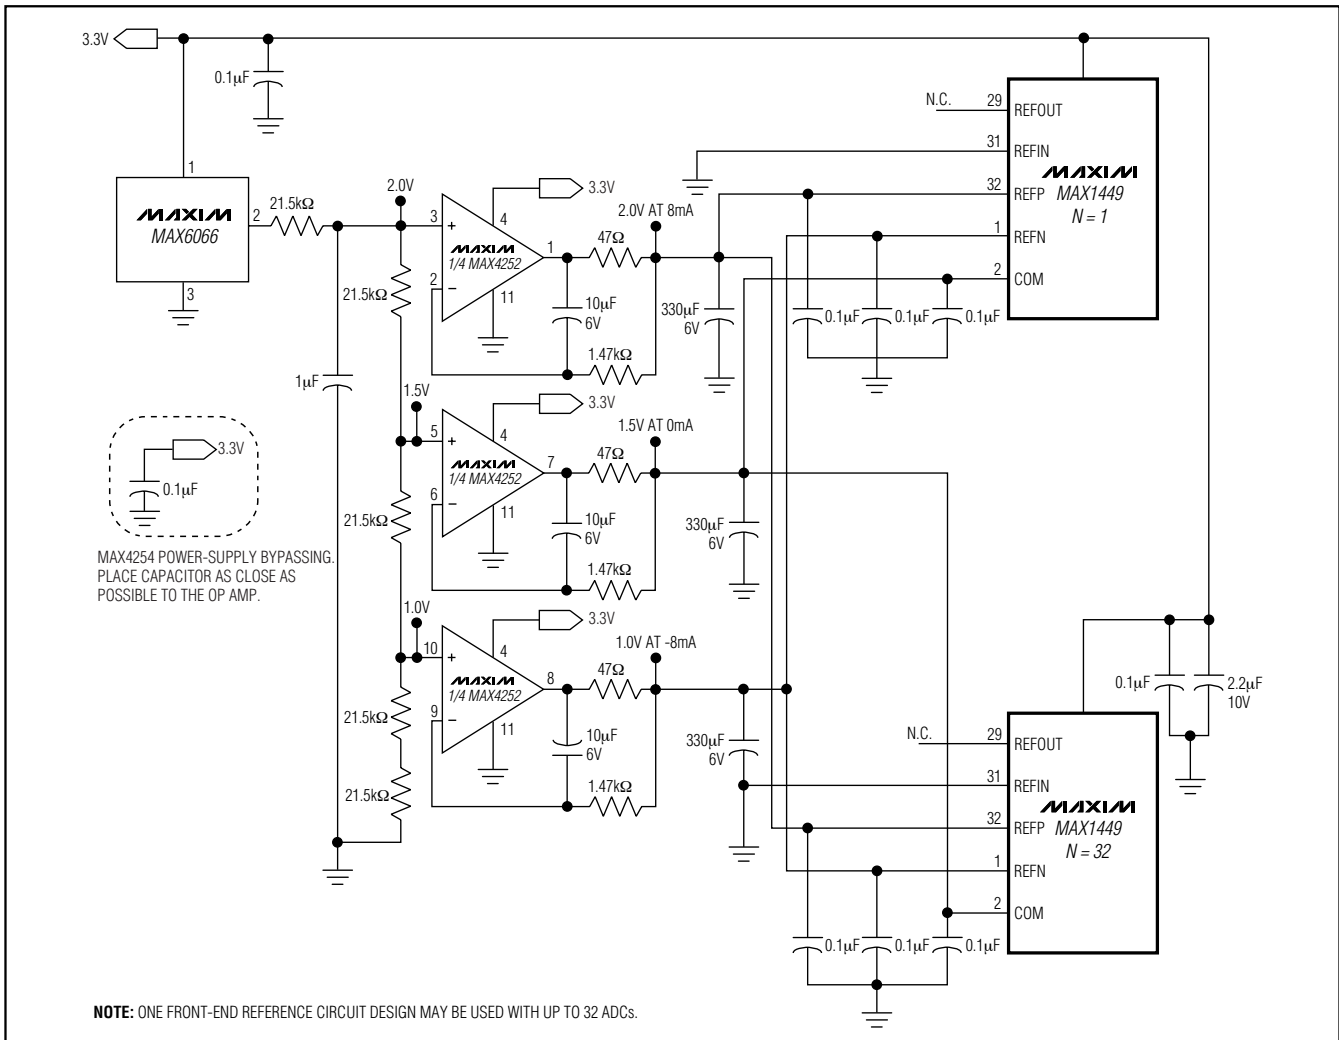 3.3V
0.1µF
1
MAXIM
MAX6066
2
3
21.5kΩ
2.0V
21.5kΩ
1µF
3
+
2
−
MAXIM
1/4 MAX4252
4
3.3V
11
1
47Ω
2.0V AT 8mA
10µF
6V
1.47kΩ
330µF
6V
1.5V
5
+
6
−
MAXIM
1/4 MAX4252
4
3.3V
11
7
47Ω
1.5V AT 0mA
10µF
6V
1.47kΩ
330µF
6V
21.5kΩ
3.3V
0.1µF
MAX4254 POWER-SUPPLY BYPASSING.
PLACE CAPACITOR AS CLOSE AS
POSSIBLE TO THE OP AMP.
1.0V
10
+
9
−
MAXIM
1/4 MAX4252
4
3.3V
11
8
47Ω
1.0V AT -8mA
10µF
6V
1.47kΩ
330µF
6V
21.5kΩ
21.5kΩ
N.C.
29
REFOUT
31
REFIN
32
REFP
1
REFN
2
COM
MAXIM
MAX1449
N = 1
0.1µF
0.1µF
0.1µF
0.1µF
2.2µF
10V
N.C.
29
REFOUT
31
REFIN
32
REFP
1
REFN
2
COM
MAXIM
MAX1449
N = 32
0.1µF
0.1µF
0.1µF
NOTE: ONE FRONT-END REFERENCE CIRCUIT DESIGN MAY BE USED WITH UP TO 32 ADCs.